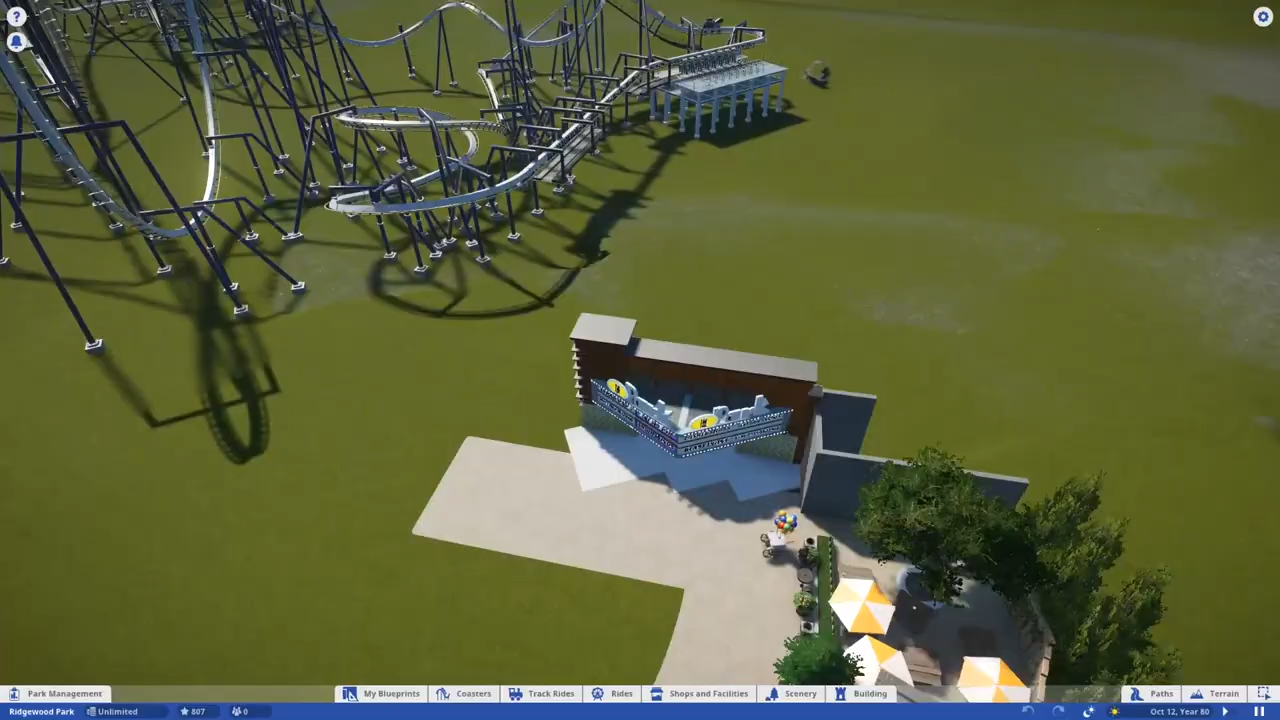 ?
Park Management
My Blueprints
Coasters
Track Rides
Rides
Shops and Facilities
Scenery
Building
Paths
Terrain
Ridgewood Park
Unlimited
807
0
Oct 12, Year 80